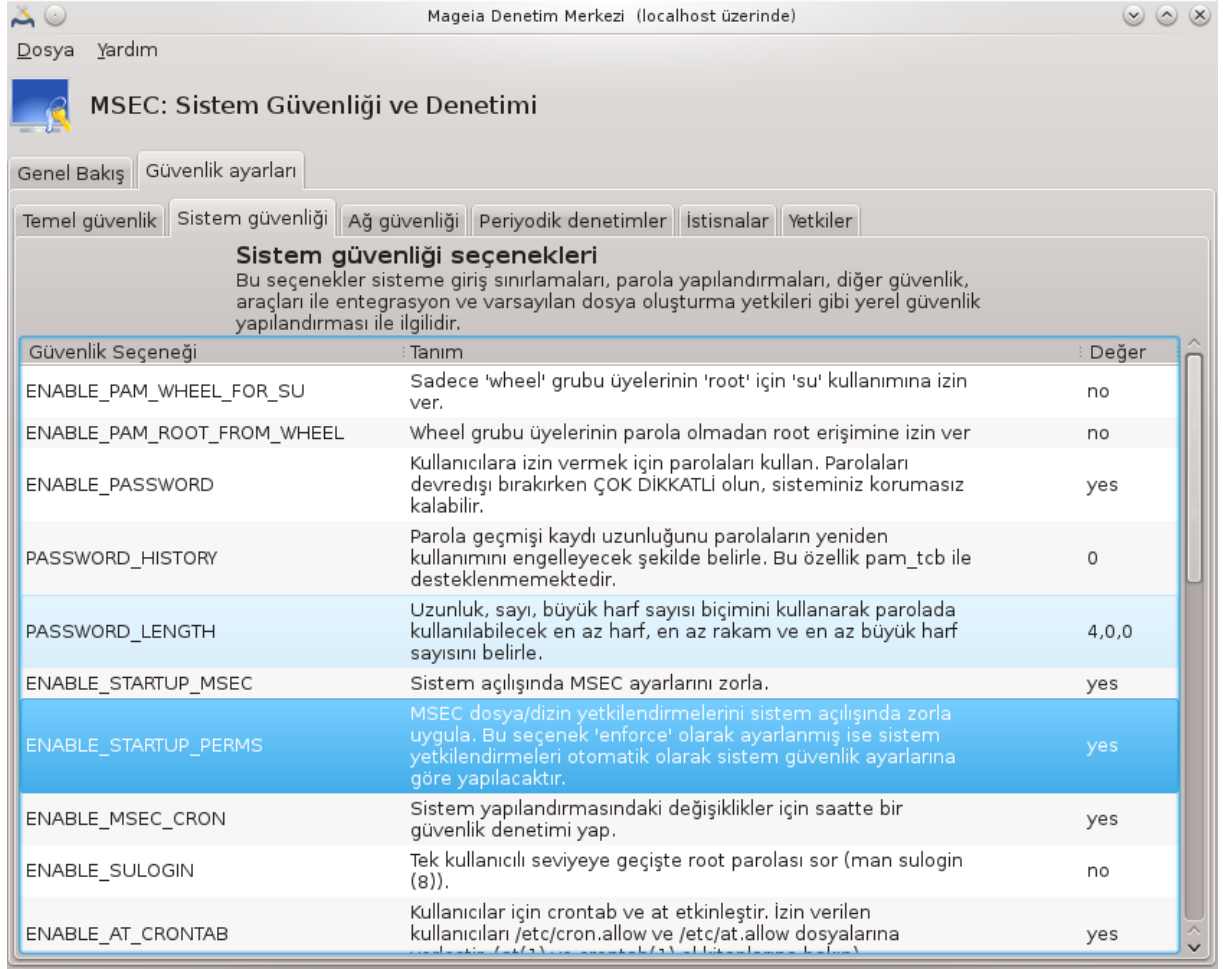 Mageia Denetim Merkezi (localhost üzerinde)
Dosya Yardım
MSEC: Sistem Güvenliği ve Denetimi
Genel Bakış Güvenlik ayarları
Temel güvenlik Sistem güvenliği Ağ güvenliği Periyodik denetimler İstisnalar Yetkiler
Sistem güvenliği seçenekleri
Bu seçenekler sisteme giriş sınırlamaları, parola yapılandırmaları, diğer güvenlik,
araçları ile entegrasyon ve varsayılan dosya oluşturma yetkileri gibi yerel güvenlik
yapılandırması ile ilgilidir.
Güvenlik Seçeneği Tanım Değer
ENABLE_PAM_WHEEL_FOR_SU Sadece 'wheel' grubu üyelerinin 'root' için 'su' kullanımına izin
ver. no
ENABLE_PAM_ROOT_FROM_WHEEL Wheel grubu üyelerinin parola olmadan root erişimine izin ver no
Kullanıcılara izin vermek için parolaları kullan. Parolaları
ENABLE_PASSWORD devredışı bırakırken ÇOK DİKKATLİ olun, sisteminiz korumasız yes
kalabilir.
Parola geçmişi kaydı uzunluğunu parolaların yeniden
PASSWORD_HISTORY kullanımını engelleyecek şekilde belirle. Bu özellik pam_tcb ile 0
desteklenmemektedir.
Uzunluk, sayı, büyük harf sayısı biçimini kullanarak parolada
PASSWORD_LENGTH kullanılabilecek en az harf, en az rakam ve en az büyük harf 4,0,0
sayısını belirle.
ENABLE_STARTUP_MSEC Sistem açılışında MSEC ayarlarını zorla. yes
MSEC dosya/dizin yetkilendirmelerini sistem açılışında zorla
ENABLE_STARTUP_PERMS uygula. Bu seçenek 'enforce' olarak ayarlanmış ise sistem yes
yetkilendirmeleri otomatik olarak sistem güvenlik ayarlarına
göre yapılacaktır.
ENABLE_MSEC_CRON Sistem yapılandırmasındaki değişiklikler için saatte bir yes
güvenlik denetimi yap.
ENABLE_SULOGIN Tek kullanıcılı seviyeye geçişte root parolası sor (man sulogin no
(8)).
Kullanıcılar için crontab ve at etkinleştir. İzin verilen
ENABLE_AT_CRONTAB kullanıcıları /etc/cron.allow ve /etc/at.allow dosyalarına yes